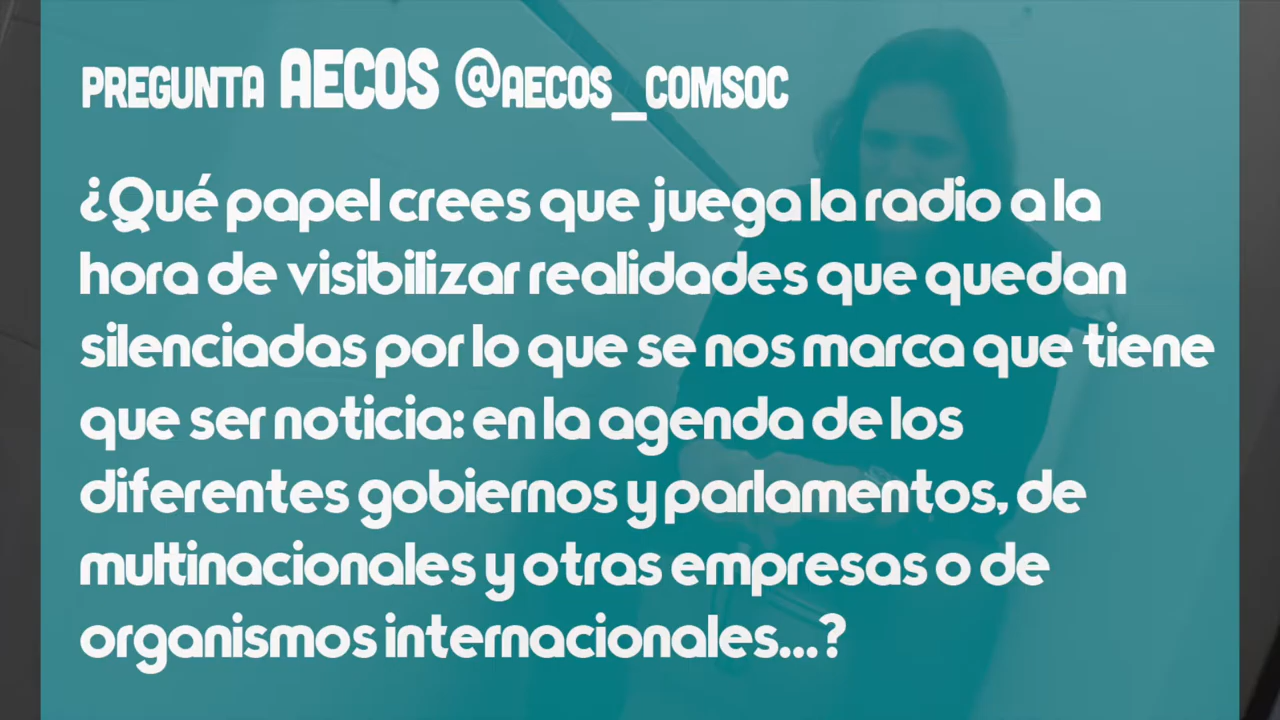 PREGUNTA AECOS @AECOS_COMSOC
¿Qué papel crees que juega la radio a la
hora de visibilizar realidades que quedan
silenciadas por lo que se nos marca que tiene
que ser noticia: en la agenda de los
diferentes gobiernos y parlamentos, de
multinacionales y otras empresas o de
organismos internacionales...?